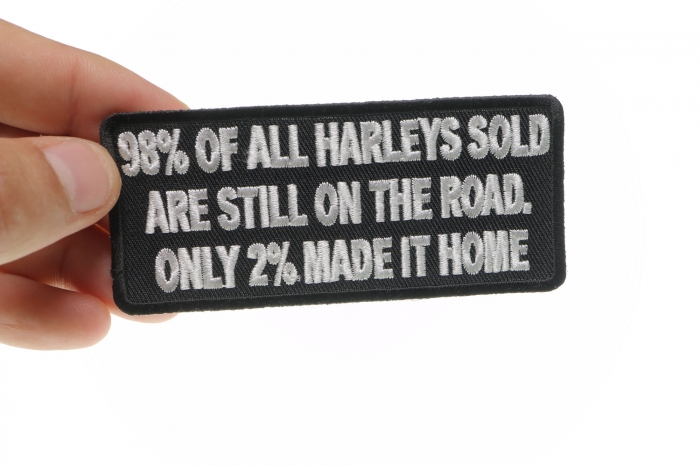 98% OF ALL HARLEYS SOLD
ARE STILL ON THE ROAD.
ONLY 2% MADE IT HOME